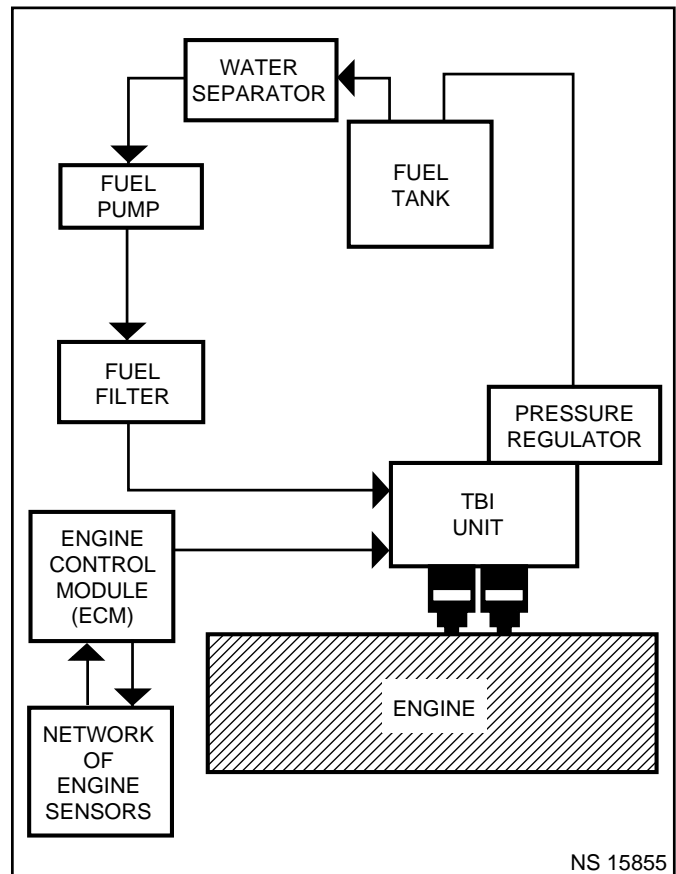 WATER
SEPARATOR
FUEL
TANK
FUEL
PUMP
FUEL
FILTER
PRESSURE
REGULATOR
TBI
UNIT
ENGINE
CONTROL
MODULE
(ECM)
NETWORK
OF
ENGINE
SENSORS
ENGINE
NS 15855